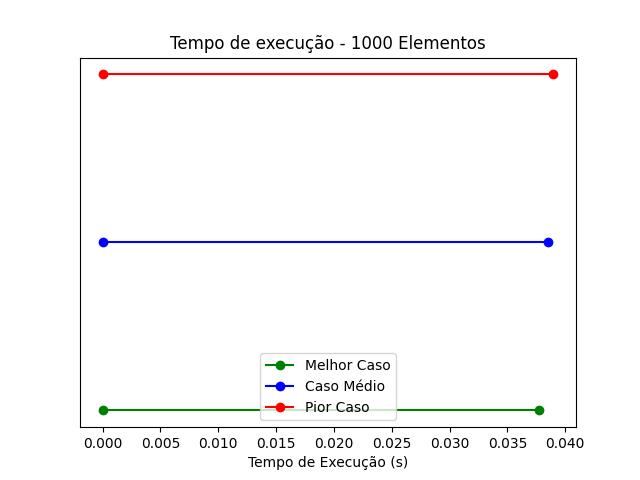 Tempo de execução - 1000 Elementos
Melhor Caso
Caso Médio
Pior Caso
0.000 0.005 0.010 0.015 0.020 0.025 0.030 0.035 0.040
Tempo de Execução (s)